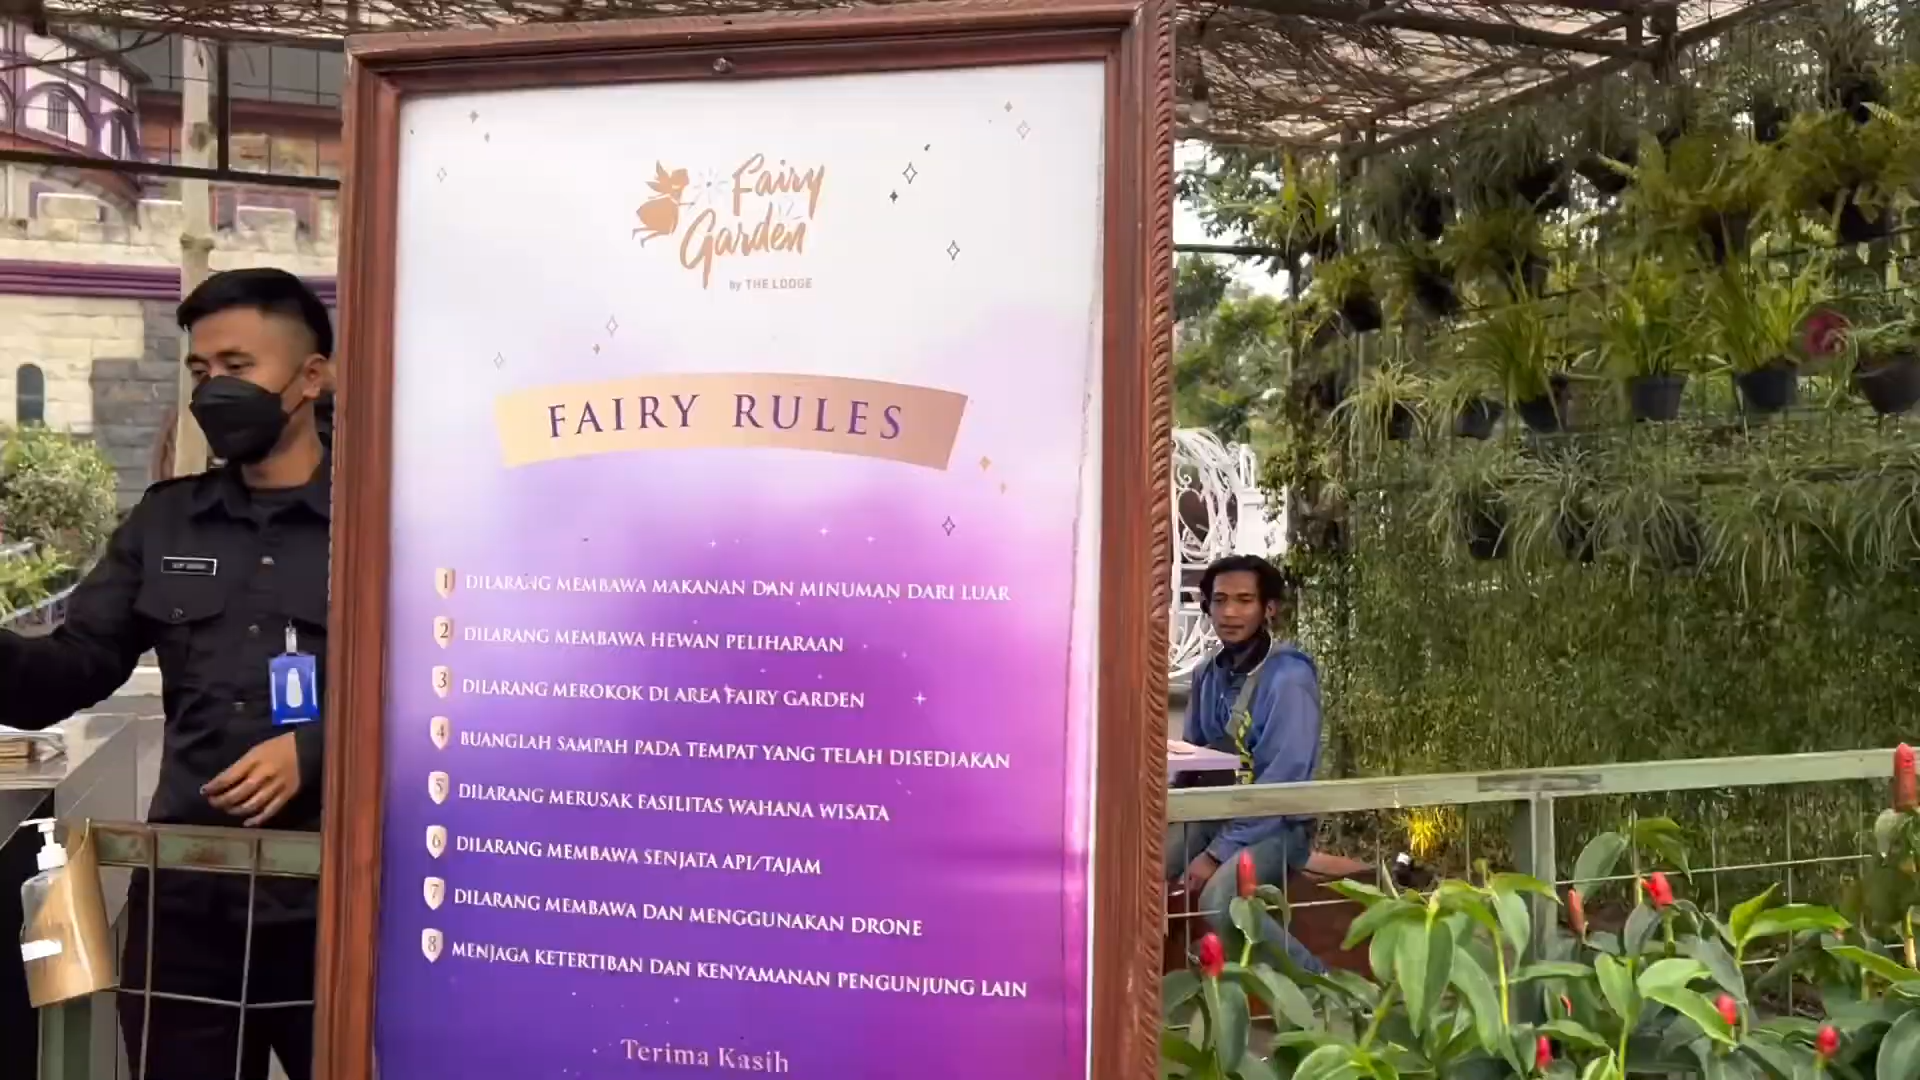 Fairy
Garden
by THE LODGE
FAIRY RULES
1 DILARANG MEMBAWA MAKANAN DAN MINUMAN DARI LUAR
2 DILARANG MEMBAWA HEWAN PELIHARAAN
3 DILARANG MEROKOK DI AREA FAIRY GARDEN
4 BUANGLAH SAMPAH PADA TEMPAT YANG TELAH DISEDIAKAN
5 DILARANG MERUSAK FASILITAS WAHANA WISATA
6 DILARANG MEMBAWA SENJATA API/TAJAM
7 DILARANG MEMBAWA DAN MENGGUNAKAN DRONE
8 MENJAGA KETERTIBAN DAN KENYAMANAN PENGUNJUNG LAIN
Terima Kasih